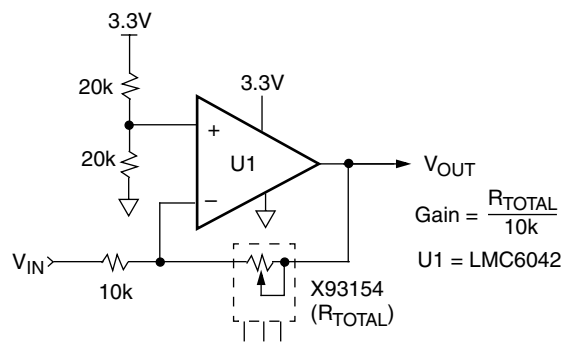 3.3V
20k
3.3V
+
U1
20k
−
VOUT
Gain = RTOTAL
10k
U1 = LMC6042
VIN
10k
X93154
(RTOTAL)